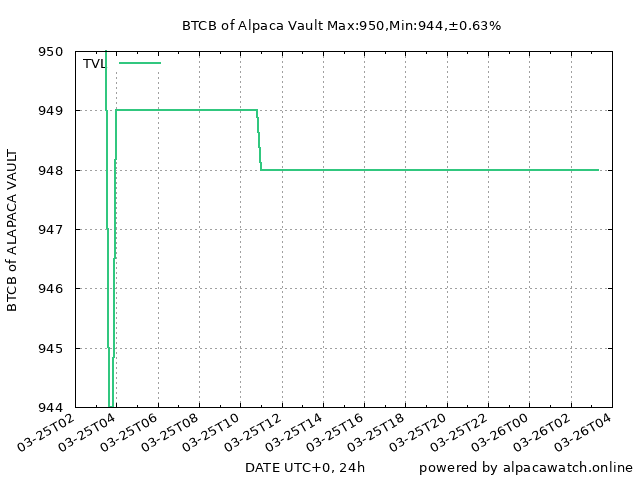 BTCB of Alpaca Vault Max:950,Min:944,±0.63%
TVL
950
949
948
947
946
945
944
BTCB of ALAPACA VAULT
03-25T02
03-25T04
03-25T06
03-25T08
03-25T10
03-25T12
03-25T14
03-25T16
03-25T18
03-25T20
03-25T22
03-26T00
03-26T02
03-26T04
DATE UTC+0, 24h
powered by alpacawatch.online